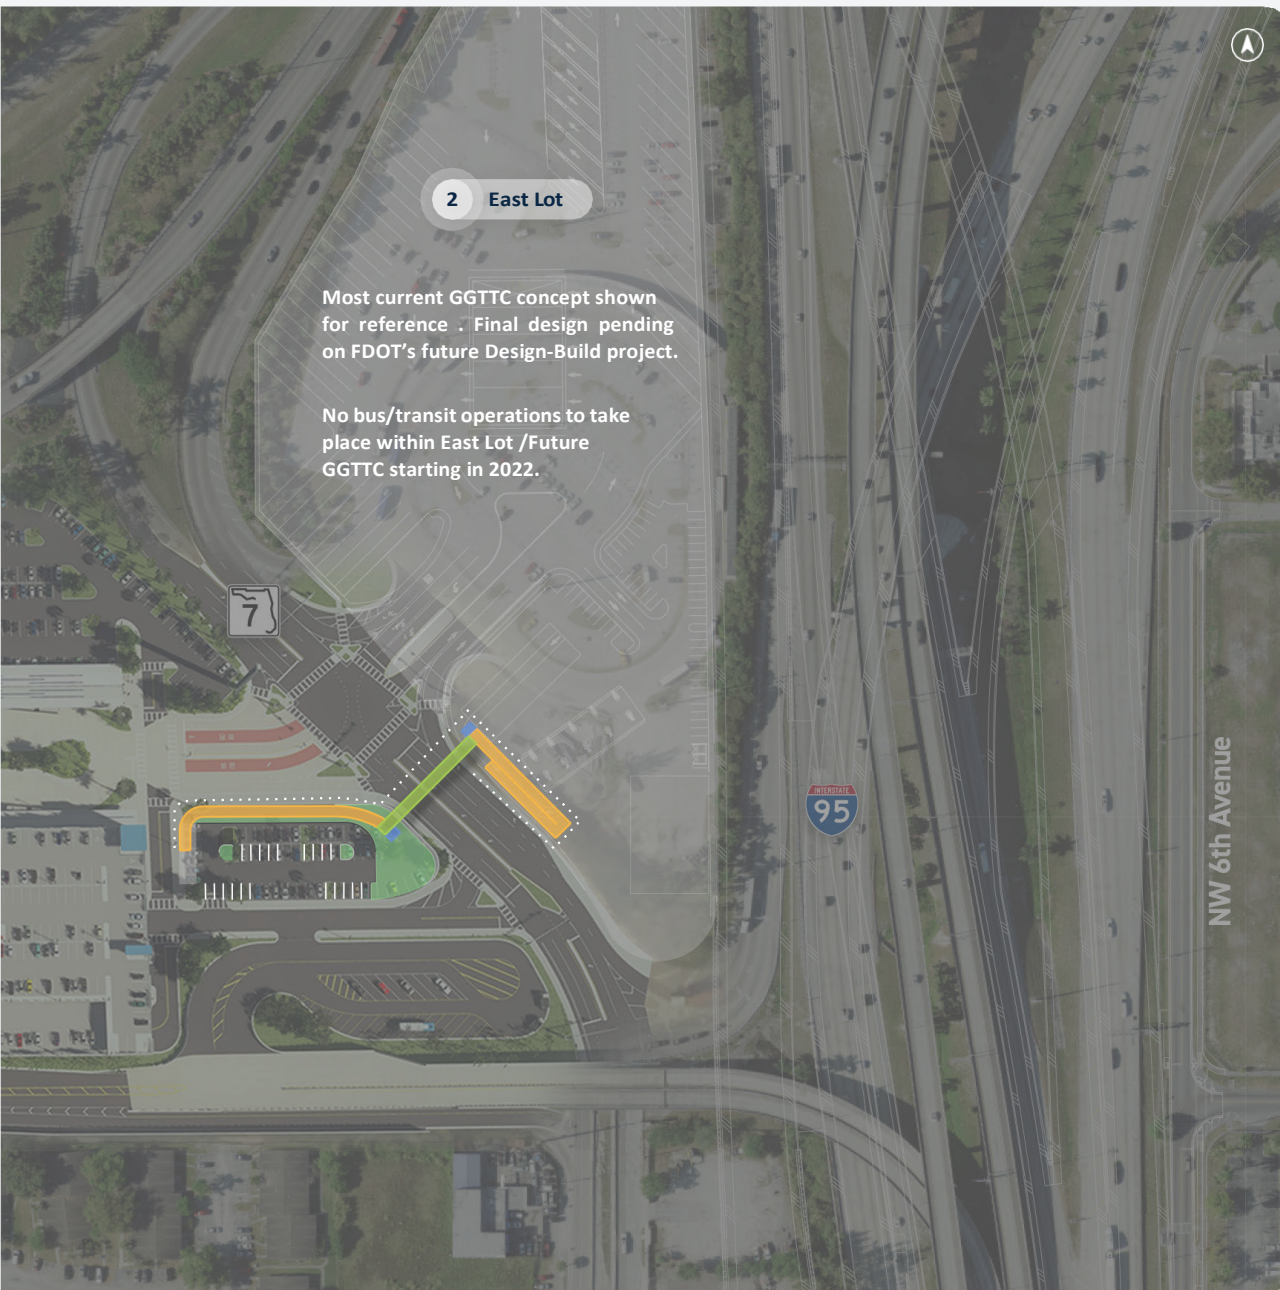 2 East Lot
Most current GGTTC concept shown
for reference . Final design pending
on FDOT's future Design-Build project.
No bus/transit operations to take
place within East Lot /Future
GGTTC starting in 2022.
7
INTERSTATE
95
NW 6th Avenue